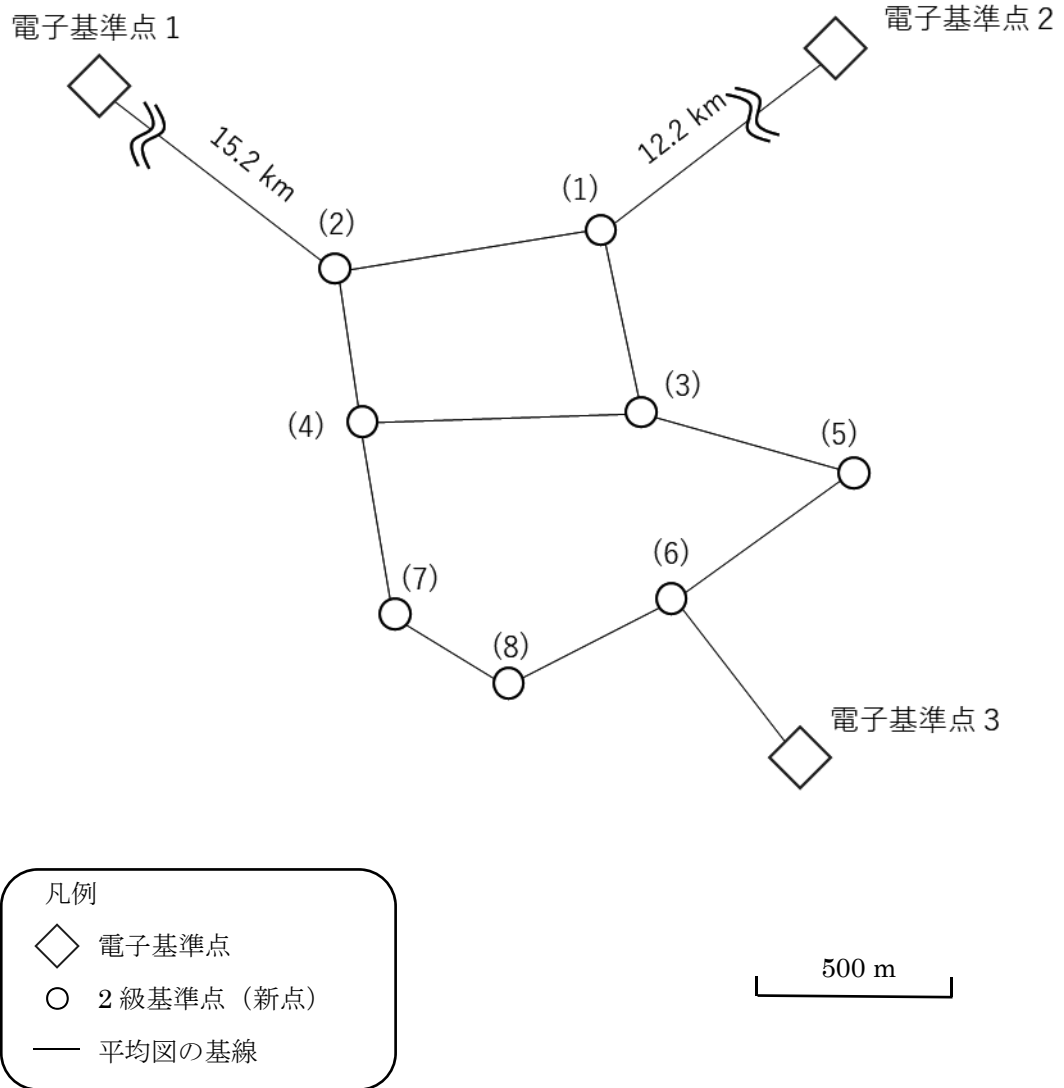 電子基準点１
電子基準点２
15.2 km
12.2 km
(1)
(2)
(3)
(4)
(5)
(6)
(7)
(8)
電子基準点３
凡例
電子基準点
2 級基準点（新点）
平均図の基線
500 m